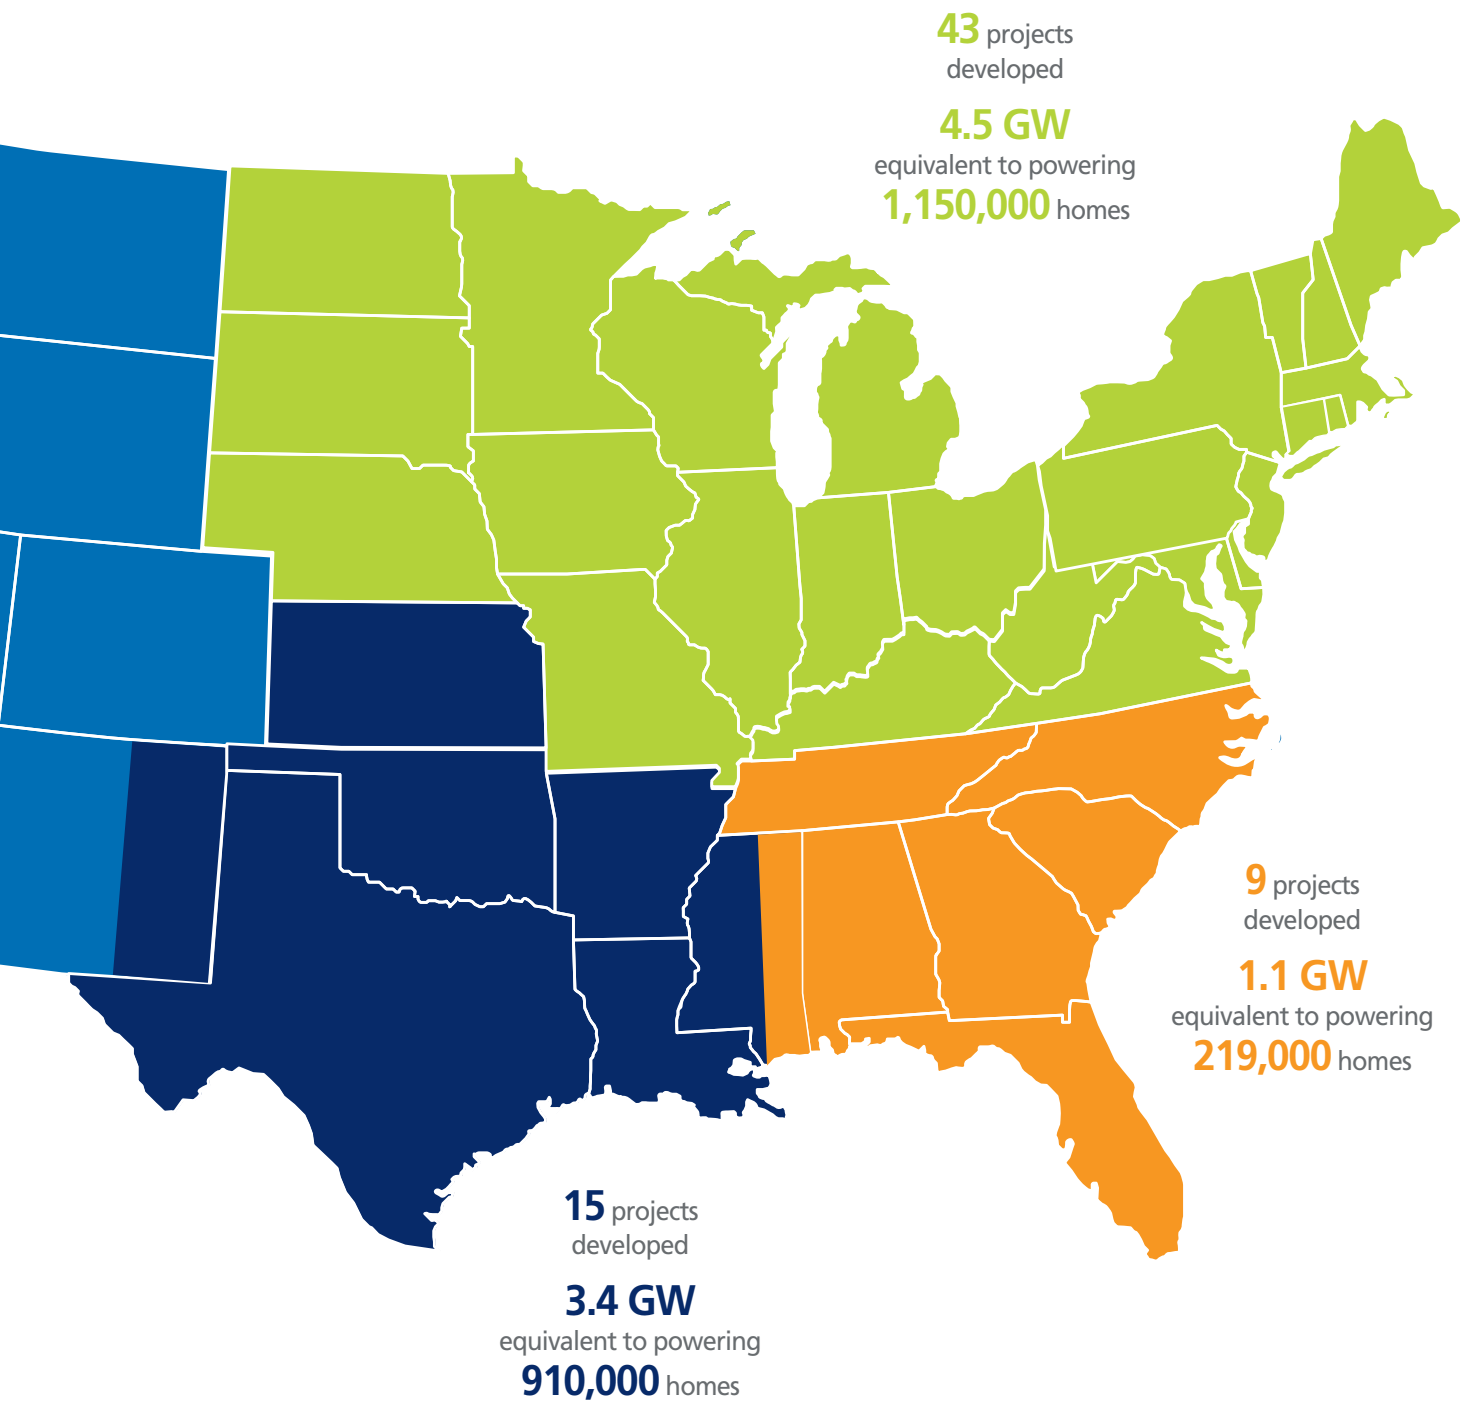 43 projects
developed
4.5 GW
equivalent to powering
1,150,000 homes
9 projects
developed
1.1 GW
equivalent to powering
219,000 homes
15 projects
developed
3.4 GW
equivalent to powering
910,000 homes